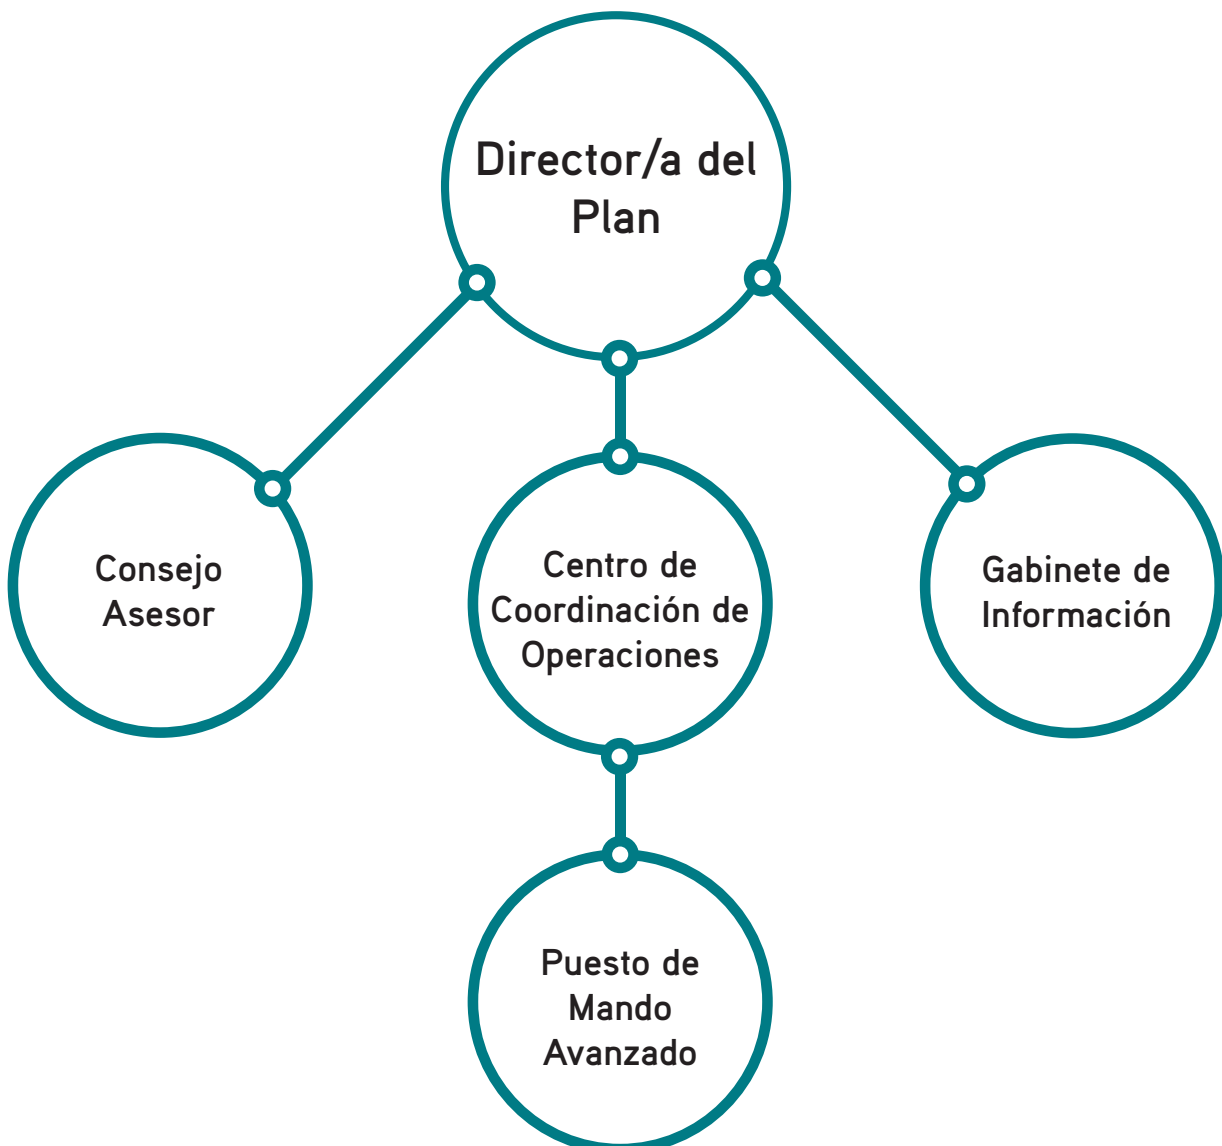 Director/a del
Plan
Consejo
Asesor
Centro de
Coordinación de
Operaciones
Gabinete de
Información
Puesto de
Mando
Avanzado